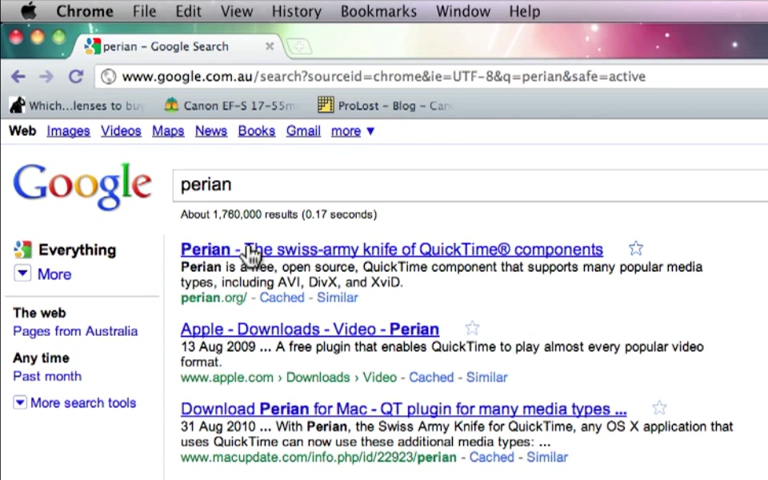 Chrome File Edit View History Bookmarks Window Help
perian – Google Search
www.google.com.au/search?sourceid=chrome&ie=UTF-8&q=perian&safe=active
Which...lenses to bu Canon EF-S 17-55m ProLost - Blog - Can
Web Images Videos Maps News Books Gmail more ▼
Google
perian
About 1,760,000 results (0.17 seconds)
Everything
More
The web
Pages from Australia
Any time
Past month
More search tools
Perian - The swiss-army knife of QuickTime® components
Perian is a free, open source, QuickTime component that supports many popular media
types, including AVI, DivX, and XviD.
perian.org/ - Cached - Similar
Apple - Downloads - Video - Perian
13 Aug 2009 ... A free plugin that enables QuickTime to play almost every popular video
format.
www.apple.com › Downloads › Video - Cached - Similar
Download Perian for Mac - QT plugin for many media types ...
31 Aug 2010 ... With Perian, the Swiss Army Knife for QuickTime, any OS X application that
uses QuickTime can now use these additional media types: ...
www.macupdate.com/info.php/id/22923/perian - Cached - Similar